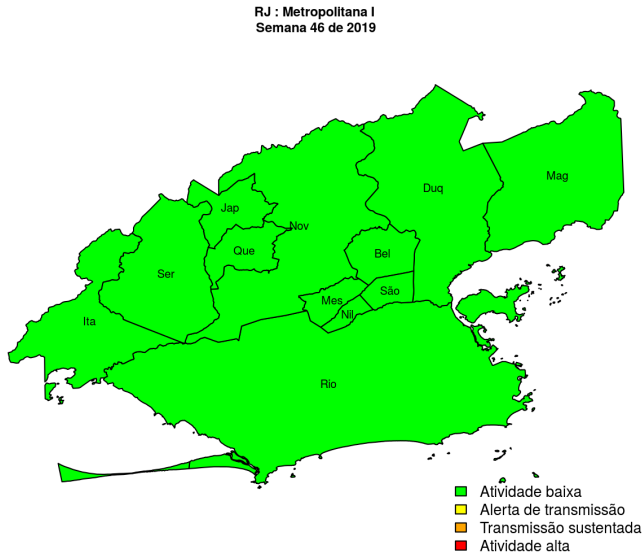 RJ : Metropolitana I
Semana 46 de 2019
Mag
Duq
Jap
Nov
Que
Bel
Ser
São
Mes
Nil
Ita
Rio
Atividade baixa
Alerta de transmissão
Transmissão sustentada
Atividade alta